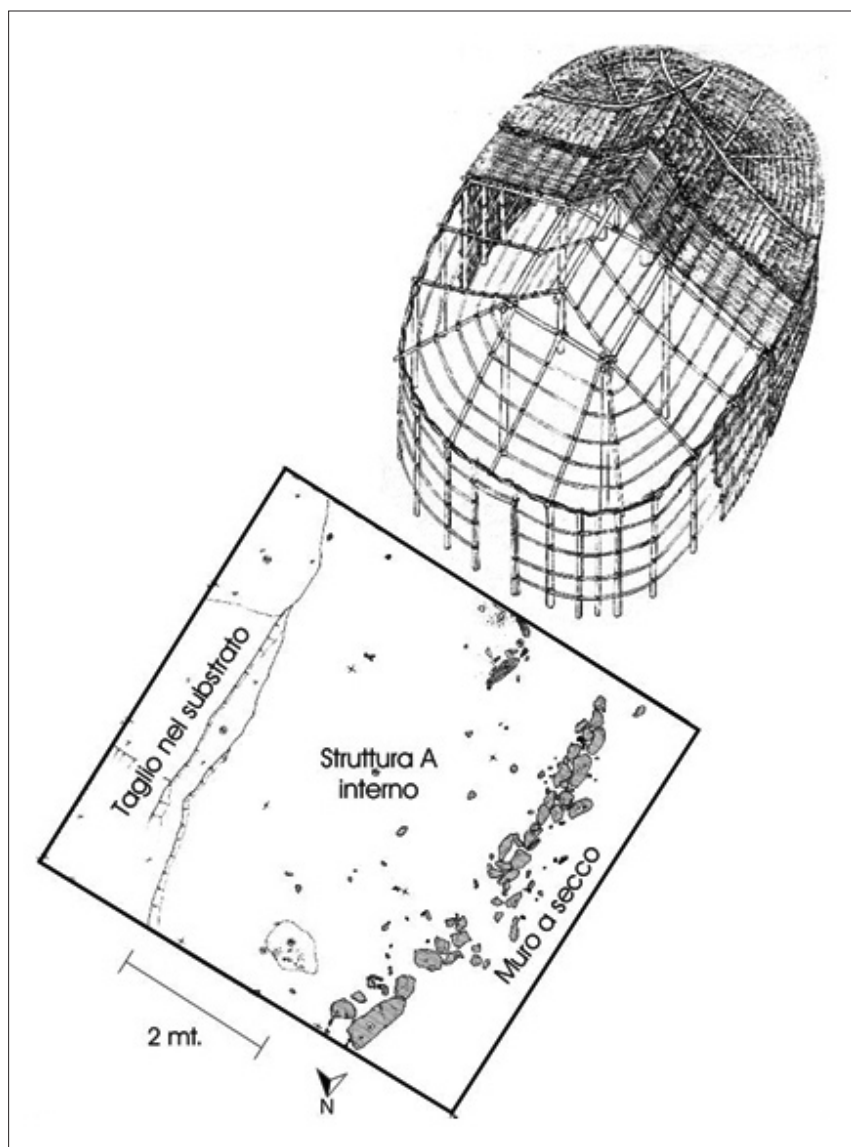 Taglio nel substrato
Struttura A
interno
Muro a secco
2 mt.
N